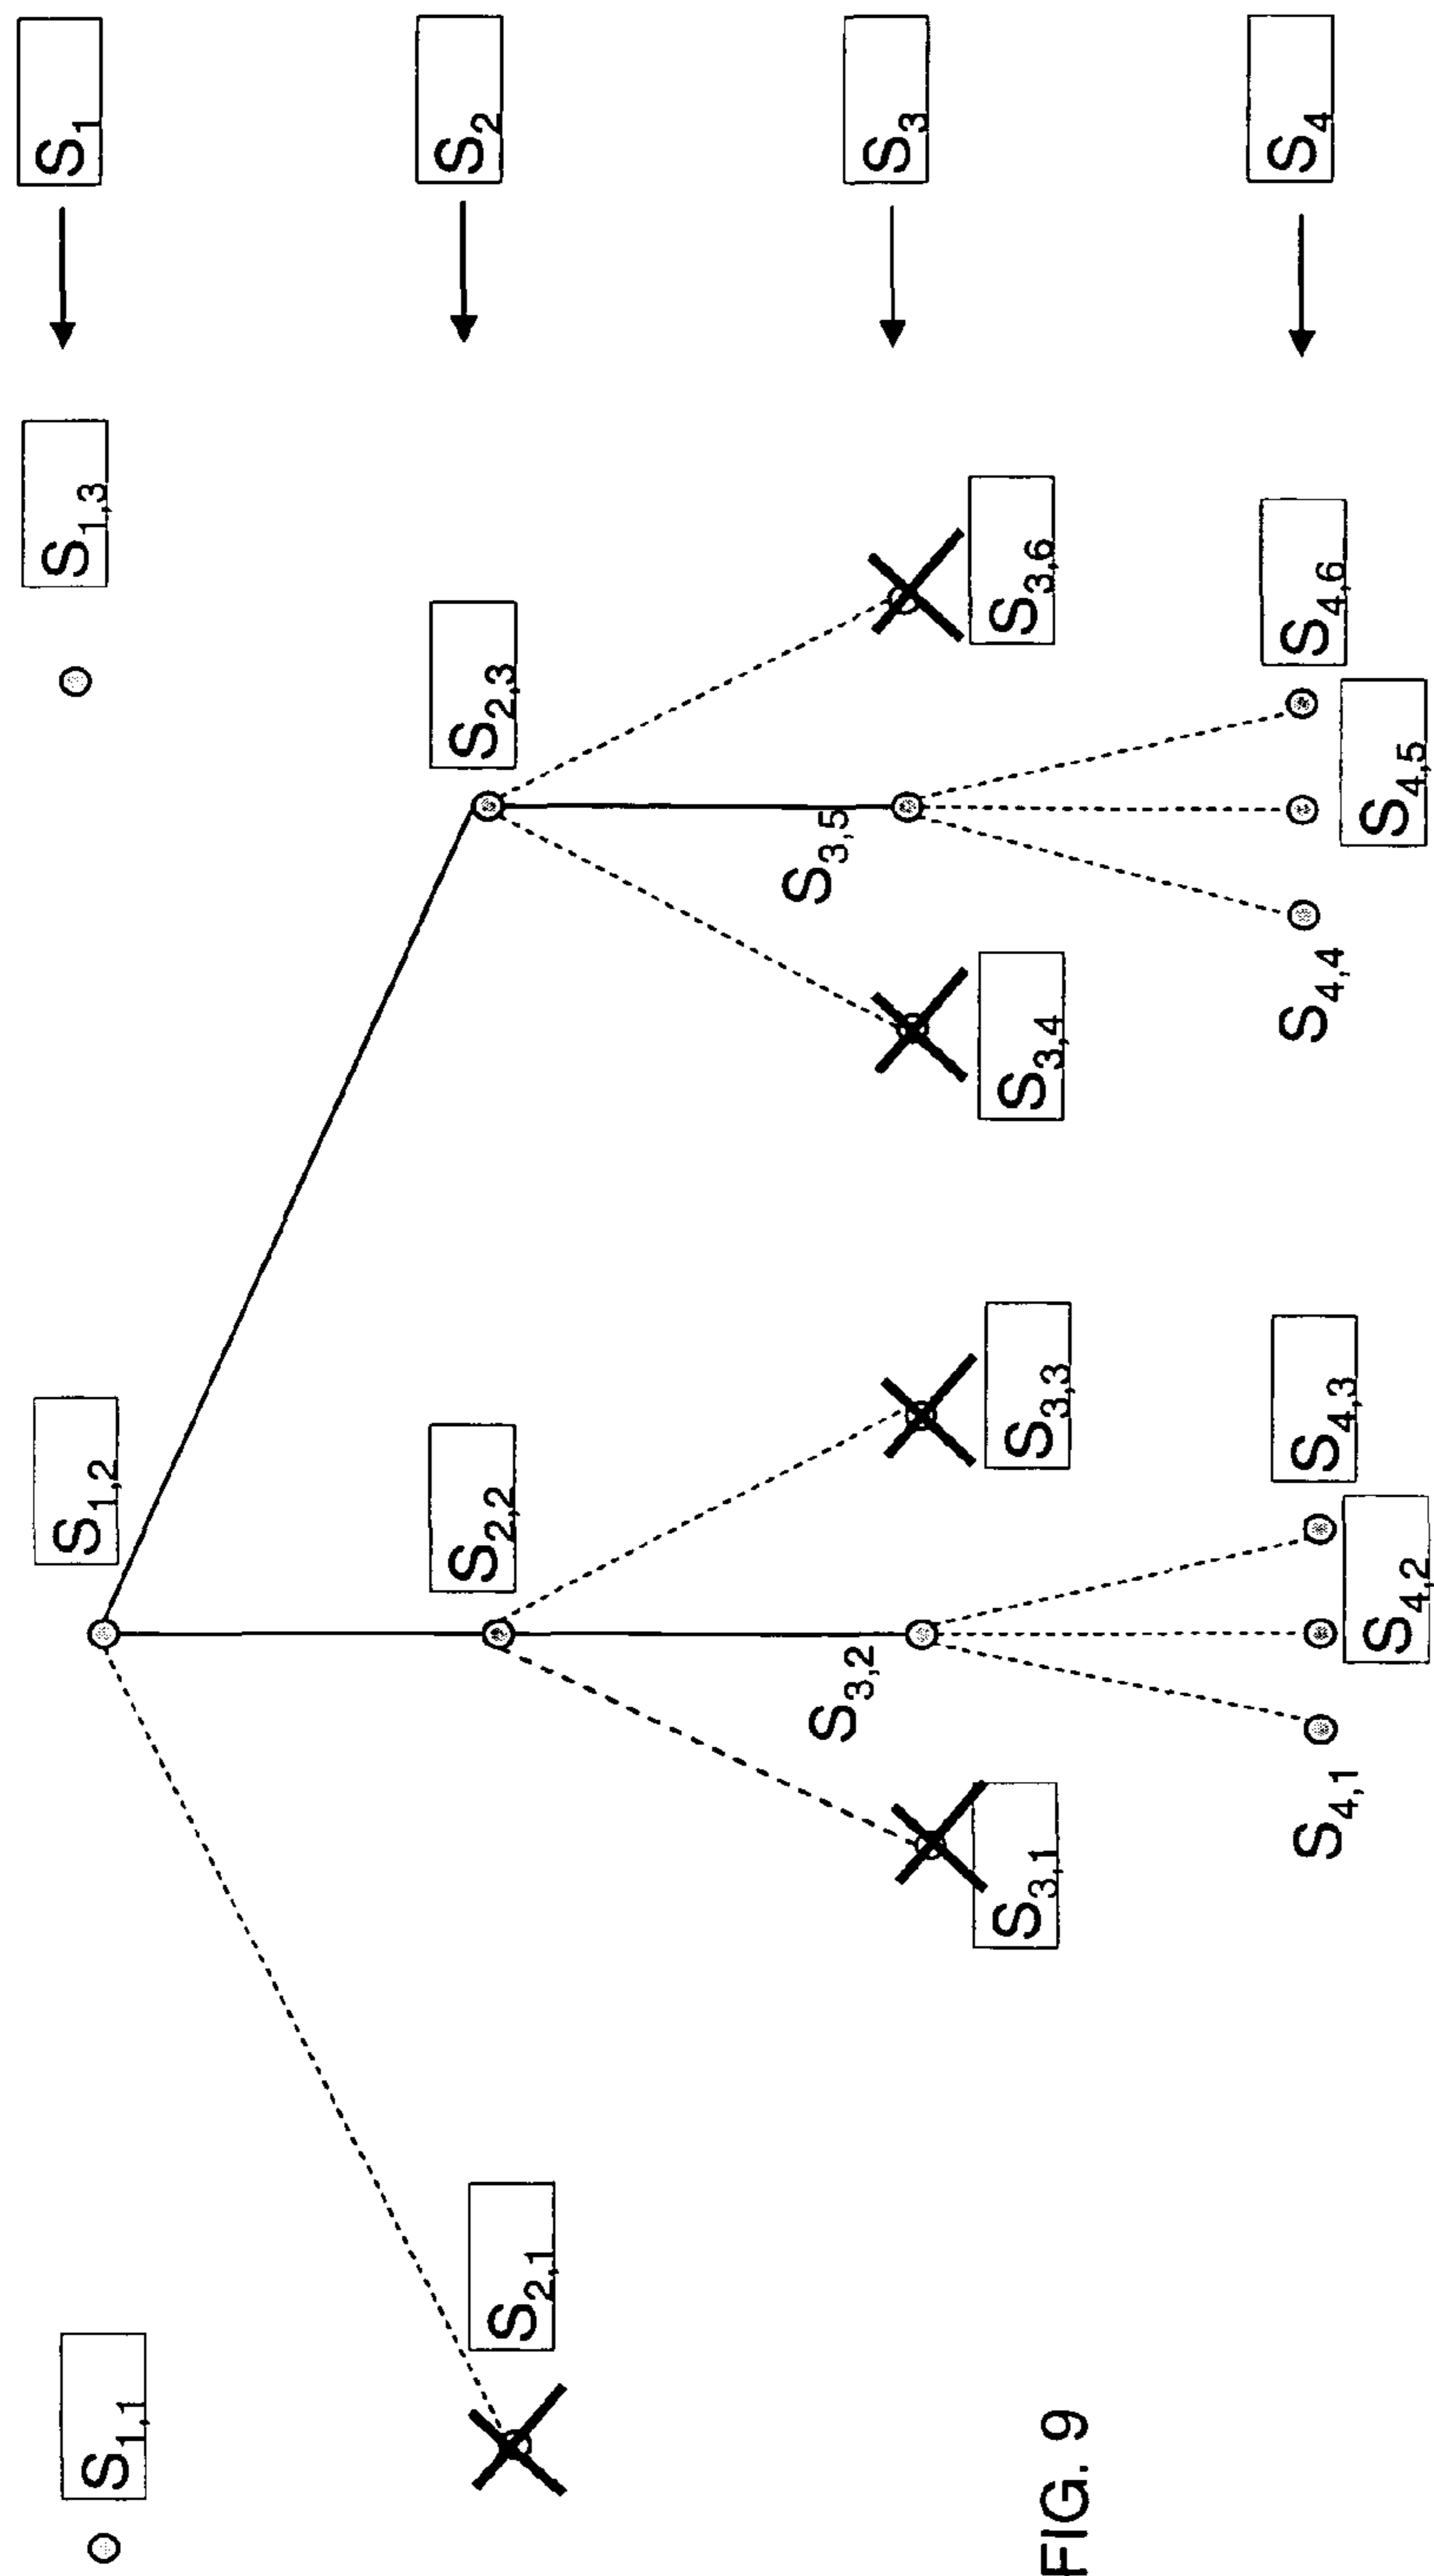 S1,1
S1,2
S1,3
S1
S2,1
S2,2
S2,3
S2
S3,1
S3,2
S3,3
S3,4
S3,5
S3,6
S3
S4,1
S4,2
S4,3
S4,4
S4,5
S4,6
S4
FIG. 9